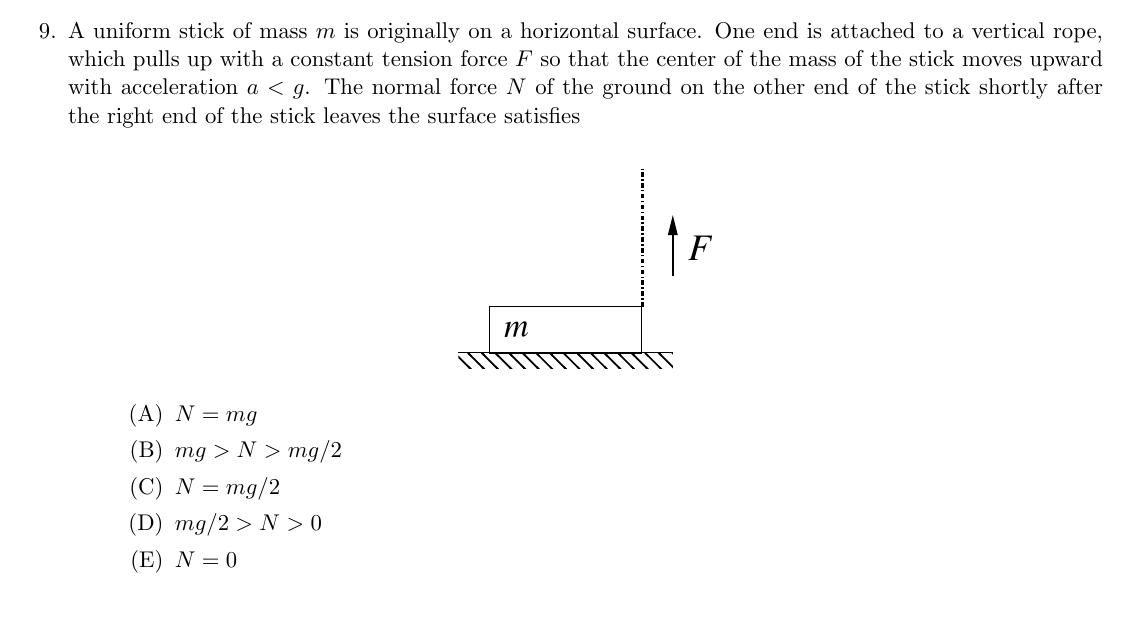 9. A uniform stick of mass m is originally on a horizontal surface. One end is attached to a vertical rope,
which pulls up with a constant tension force F so that the center of the mass of the stick moves upward
with acceleration a < g. The normal force N of the ground on the other end of the stick shortly after
the right end of the stick leaves the surface satisfies
F
m
(A) N = mg
(B) mg > N > mg/2
(C) N = mg/2
(D) mg/2 > N > 0
(E) N = 0